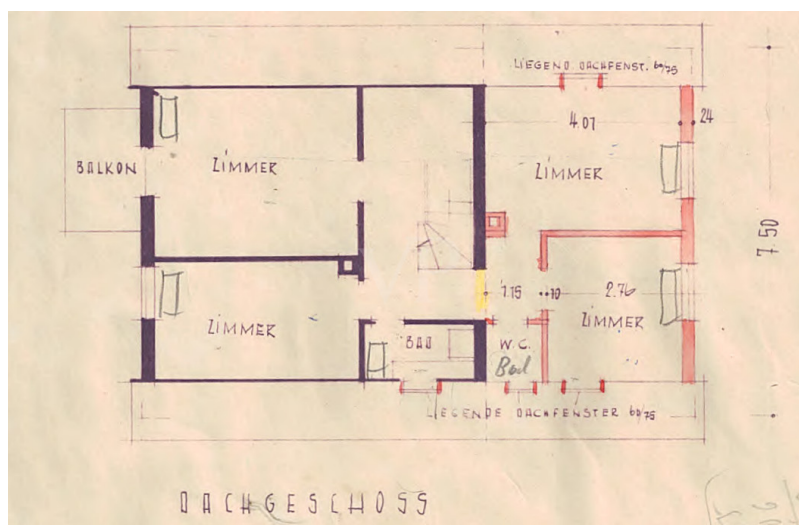 LIEGEND DACHFENST. 60/75
4.01
24
BALKON
ZIMMER
ZIMMER
7.50
1.15
10
2.76
ZIMMER
ZIMMER
BAD
W.C.
Bad
LIEGENDE DACHFENSTER 60/75
DACHGESCHOSS